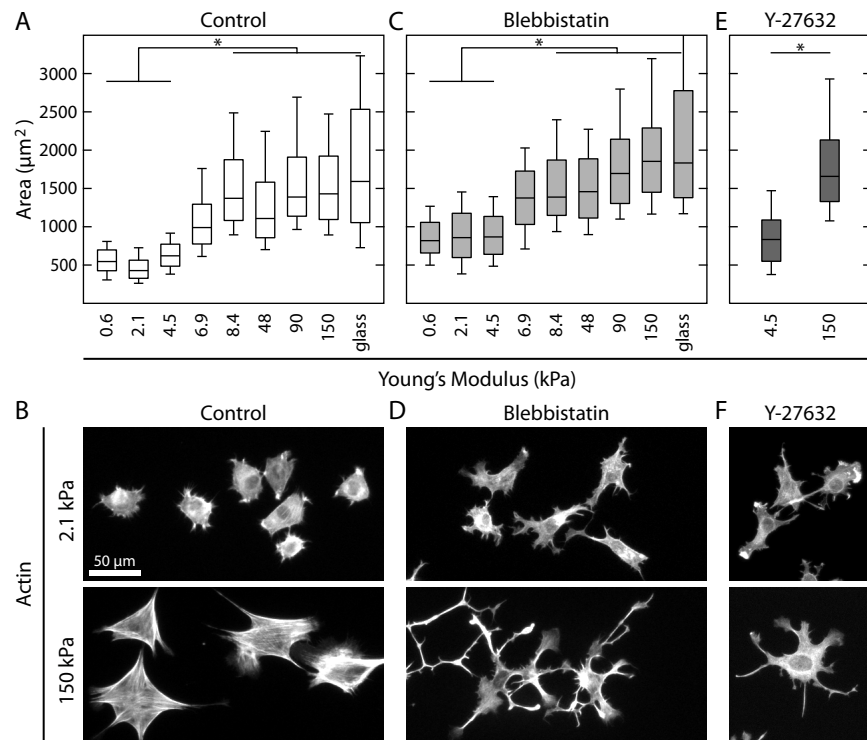 A Control C Blebbistatin E Y-27632
* * *
Area (µm²)
3000
2500
2000
1500
1000
500
0.6 2.1 4.5 6.9 8.4 48 90 150 glass 0.6 2.1 4.5 6.9 8.4 48 90 150 glass 4.5 150
Young's Modulus (kPa)
B Control D Blebbistatin F Y-27632
Actin
2.1 kPa
50 µm
150 kPa